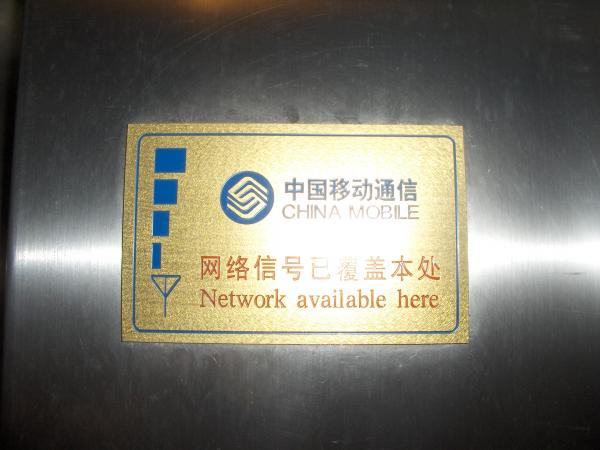 中国移动通信
CHINA MOBILE
网络信号已覆盖本处
Network available here